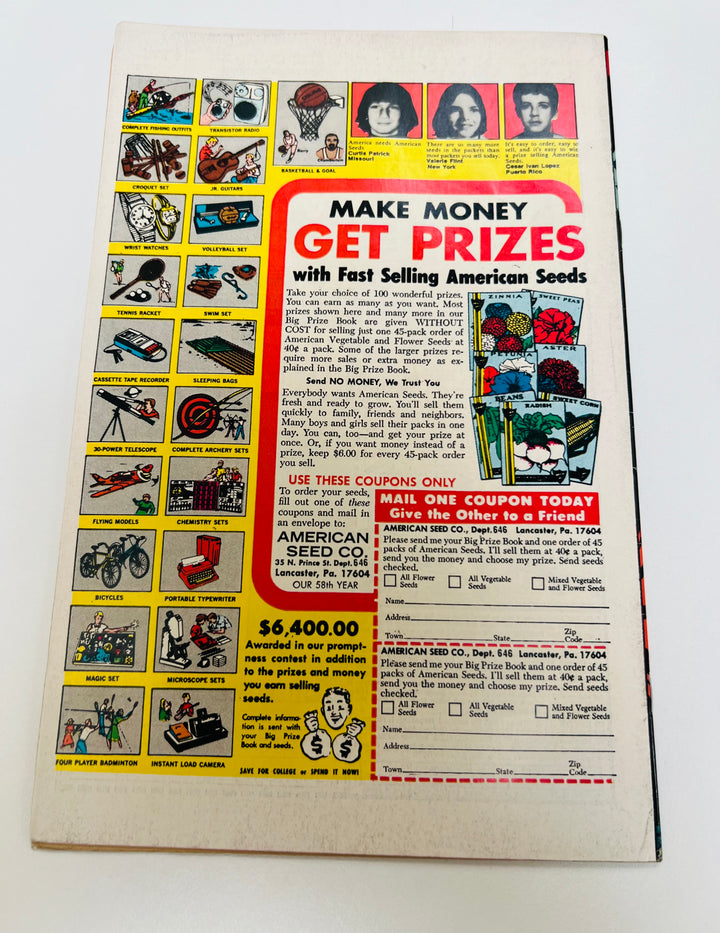 COMPLETE FISHING OUTFITS
TRANSISTOR RADIO
BASKETBALL & GOAL
America needs American
Seeds
Curtis Patrick
Missouri
There are so many more
seeds in the packets than
most packets you sell today.
Valerie Flint
New York
It's easy to order, easy to
sell, and it's easy to win
a prize selling American
Seeds.
Cesar Ivan Lopez
Puerto Rico
CROQUET SET
JR. GUITARS
WRIST WATCHES
VOLLEYBALL SET
TENNIS RACKET
SWIM SET
CASSETTE TAPE RECORDER
SLEEPING BAGS
30-POWER TELESCOPE
COMPLETE ARCHERY SETS
FLYING MODELS
CHEMISTRY SETS
BICYCLES
PORTABLE TYPEWRITER
MAGIC SET
MICROSCOPE SETS
FOUR PLAYER BADMINTON
INSTANT LOAD CAMERA
MAKE MONEY
GET PRIZES
with Fast Selling American Seeds
Take your choice of 100 wonderful prizes.
You can earn as many as you want. Most
prizes shown here and many more in our
Big Prize Book are given WITHOUT
COST for selling just one 45-pack order of
American Vegetable and Flower Seeds at
40¢ a pack. Some of the larger prizes re-
quire more sales or extra money as ex-
plained in the Big Prize Book.
Send NO MONEY, We Trust You
Everybody wants American Seeds. They're
fresh and ready to grow. You'll sell them
quickly to family, friends and neighbors.
Many boys and girls sell their packs in one
day. You can, too—and get your prize at
once. Or, if you want money instead of a
prize, keep $6.00 for every 45-pack order
you sell.
ZINNIA
SWEET PEAS
PETUNIA
ASTER
BEANS
RADISH
SWEET CORN
USE THESE COUPONS ONLY
To order your seeds,
fill out one of these
coupons and mail in
an envelope to:
AMERICAN
SEED CO.
35 N. Prince St. Dept. 646
Lancaster, Pa. 17604
OUR 58th YEAR
$6,400.00
Awarded in our prompt-
ness contest in addition
to the prizes and money
you earn selling
seeds.
Complete informa-
tion is sent with
your Big Prize
Book and seeds.
$ $
SAVE FOR COLLEGE or SPEND IT NOW!
MAIL ONE COUPON TODAY
Give the Other to a Friend
AMERICAN SEED CO., Dept. 646 Lancaster, Pa. 17604
Please send me your Big Prize Book and one order of 45
packs of American Seeds. I'll sell them at 40¢ a pack,
send you the money and choose my prize. Send seeds
checked.
All Flower Seeds
All Vegetable Seeds
Mixed Vegetable and Flower Seeds
Name
Address
Town State Zip Code
AMERICAN SEED CO., Dept. 646 Lancaster, Pa. 17604
Please send me your Big Prize Book and one order of 45
packs of American Seeds. I'll sell them at 40¢ a pack,
send you the money and choose my prize. Send seeds
checked.
All Flower Seeds
All Vegetable Seeds
Mixed Vegetable and Flower Seeds
Name
Address
Town State Zip Code